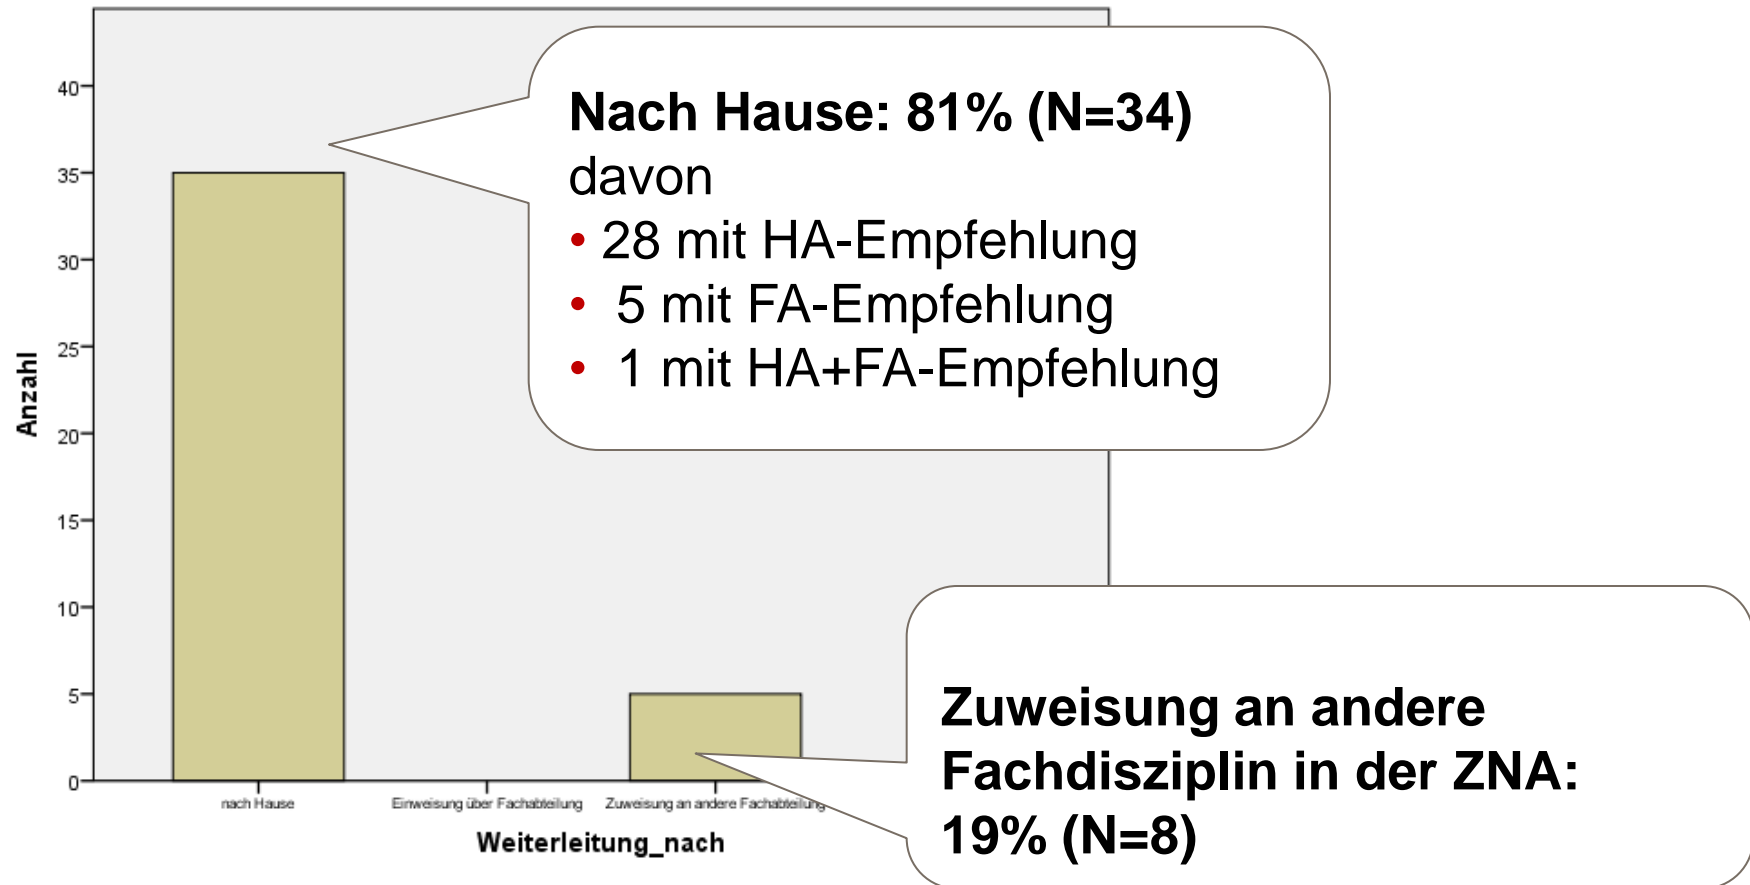 40
35
30
25
20
15
10
5
0
Anzahl
nach Hause
Einweisung über Fachabteilung
Zuweisung an andere Fachabteilung
Weiterleitung_nach
Nach Hause: 81% (N=34)
davon
• 28 mit HA-Empfehlung
• 5 mit FA-Empfehlung
• 1 mit HA+FA-Empfehlung
Zuweisung an andere
Fachdisziplin in der ZNA:
19% (N=8)